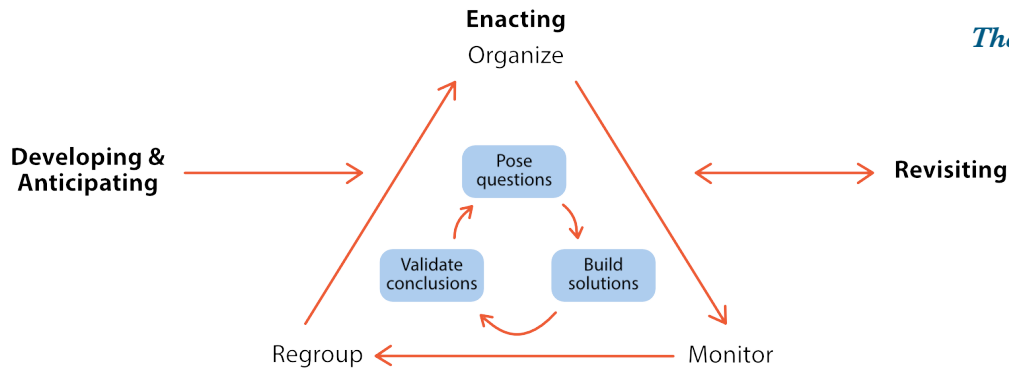 Enacting
Organize
Developing &
Anticipating
Pose
questions
Revisiting
Validate
conclusions
Build
solutions
Regroup
Monitor